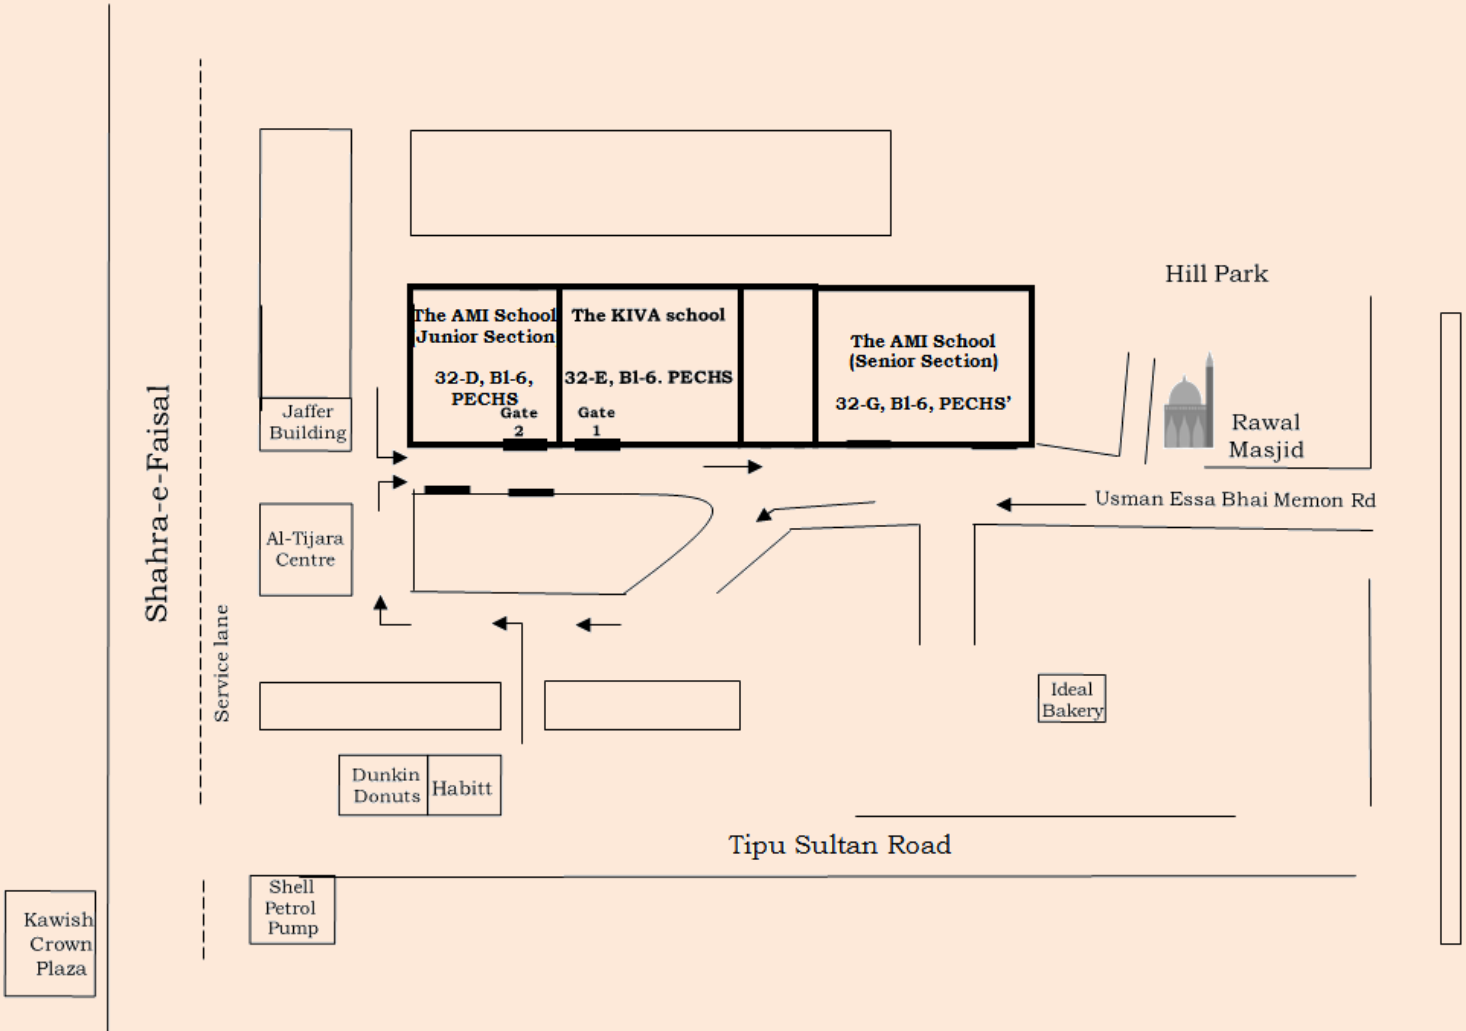 Hill Park
The AMI School
Junior Section
32-D, Bl-6,
PECHS
Gate
2
The KIVA school
32-E, Bl-6. PECHS
Gate
1
The AMI School
(Senior Section)
32-G, Bl-6, PECHS’
Rawal
Masjid
Jaffer
Building
Shahra-e-Faisal
Usman Essa Bhai Memon Rd
Al-Tijara
Centre
Service lane
Ideal
Bakery
Dunkin
Donuts
Habitt
Tipu Sultan Road
Shell
Petrol
Pump
Kawish
Crown
Plaza